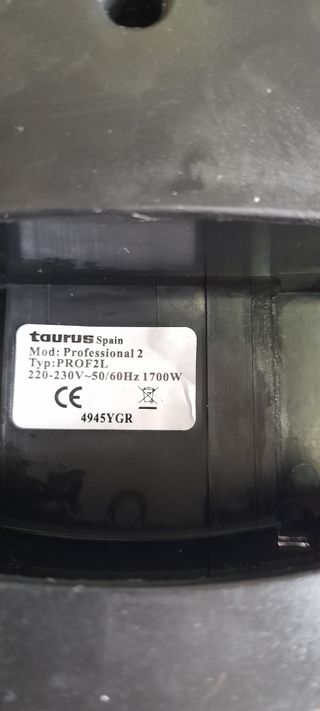 taurus Spain
Mod: Professional 2
Typ:PROF2L
220-230V~50/60Hz 1700W
CE
4945YGR